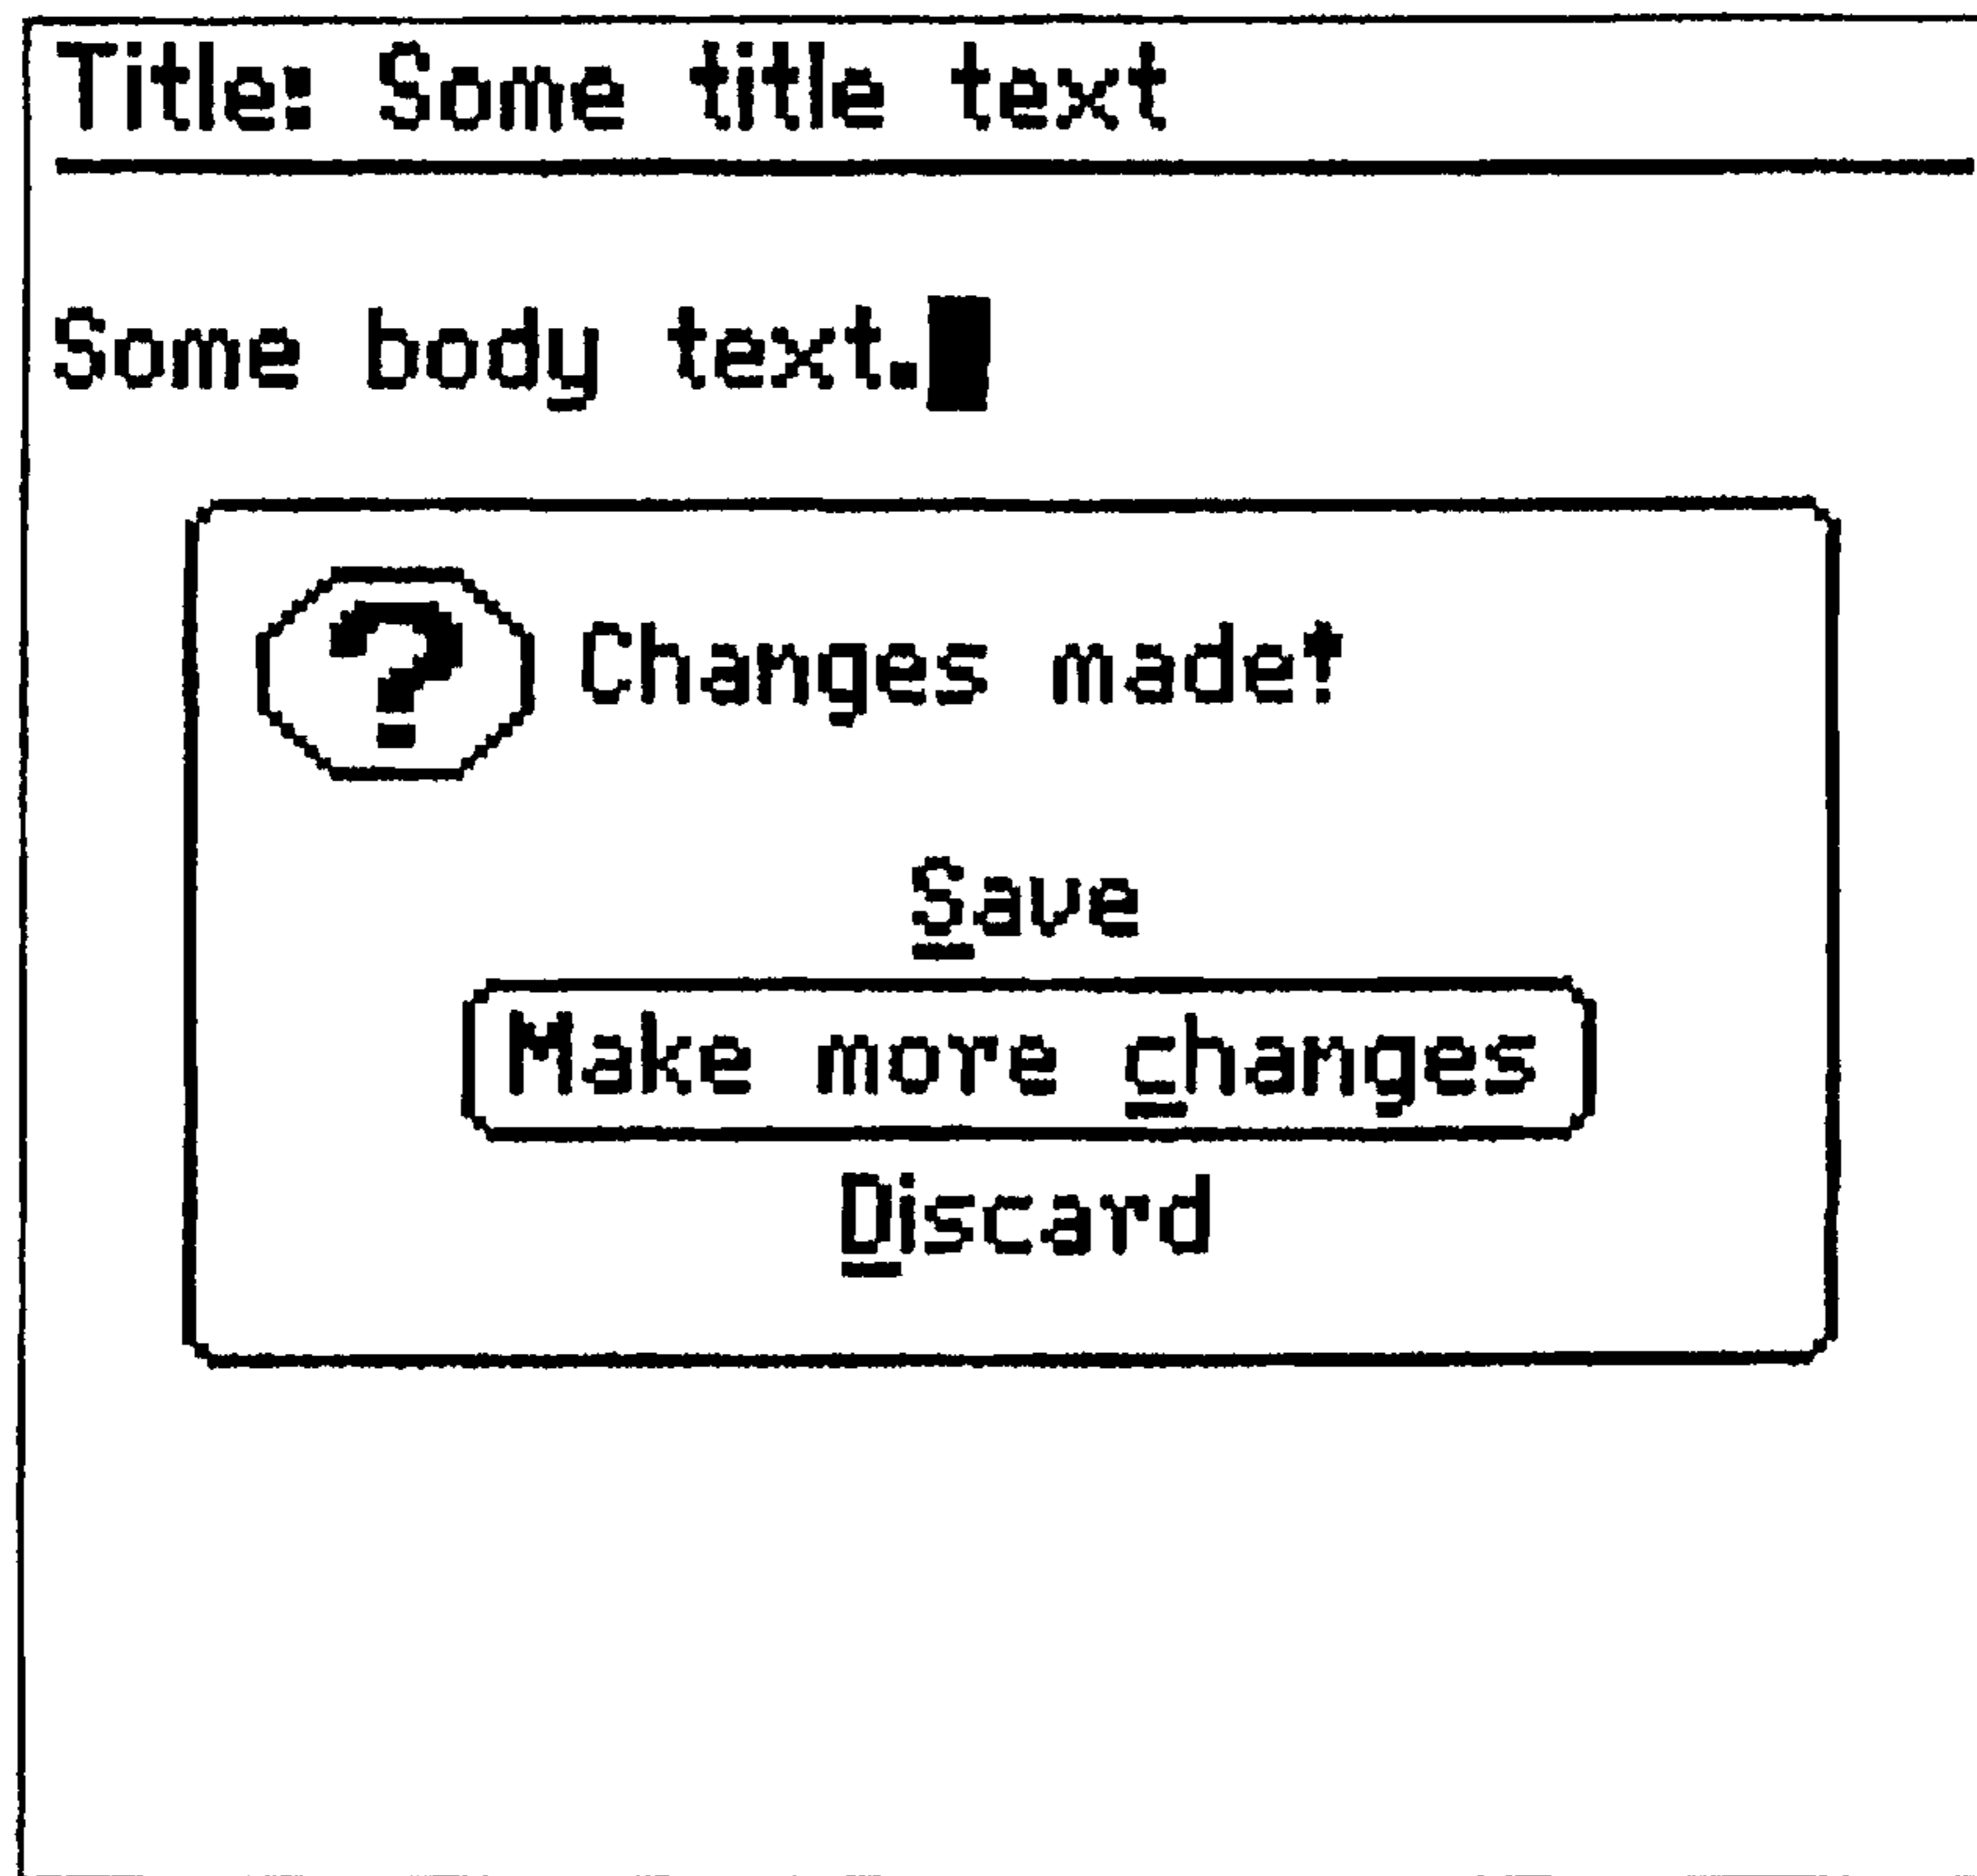 Title: Some title text
Some body text.
? Changes made!
Save
Make more changes
Discard